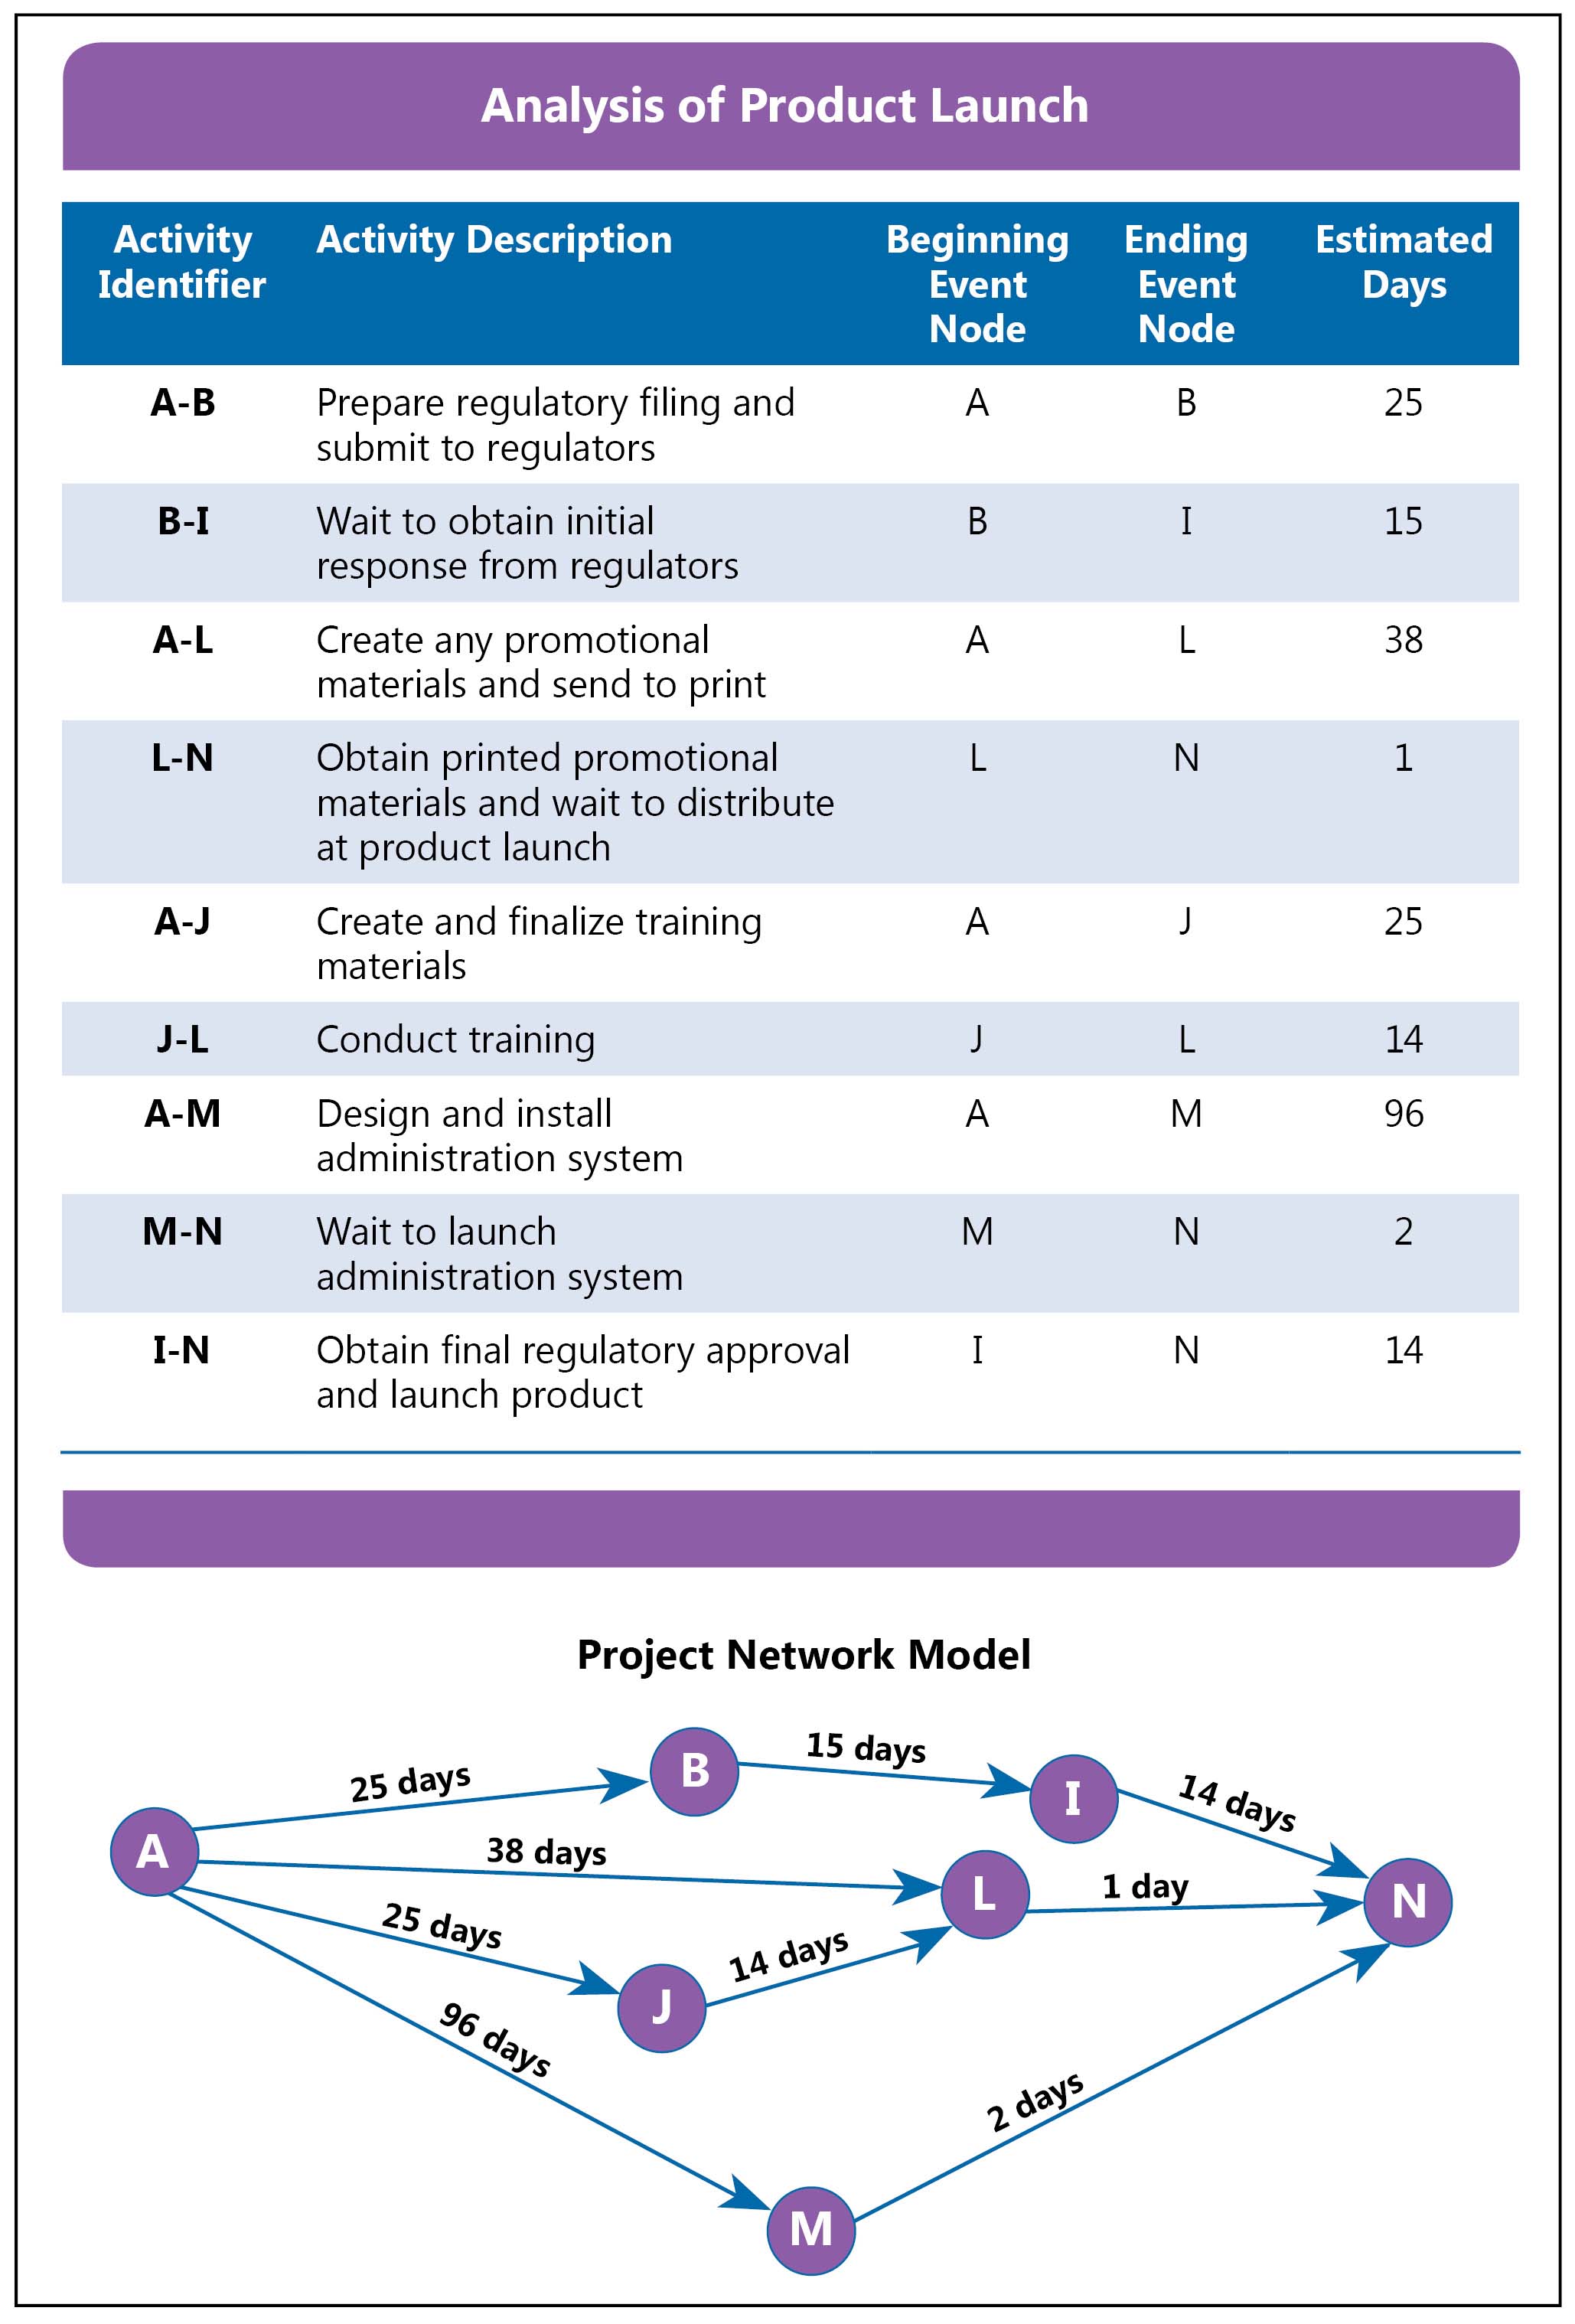 Analysis of Product Launch
Activity Identifier Activity Description Beginning Event Node Ending Event Node Estimated Days
A-B Prepare regulatory filing and A B 25
submit to regulators
B-I Wait to obtain initial B I 15
response from regulators
A-L Create any promotional A L 38
materials and send to print
L-N Obtain printed promotional L N 1
materials and wait to distribute
at product launch
A-J Create and finalize training A J 25
materials
J-L Conduct training J L 14
A-M Design and install A M 96
administration system
M-N Wait to launch M N 2
administration system
I-N Obtain final regulatory approval I N 14
and launch product
Project Network Model
25 days
B
15 days
I
14 days
A
38 days
L
1 day
N
25 days
J
14 days
96 days
2 days
M